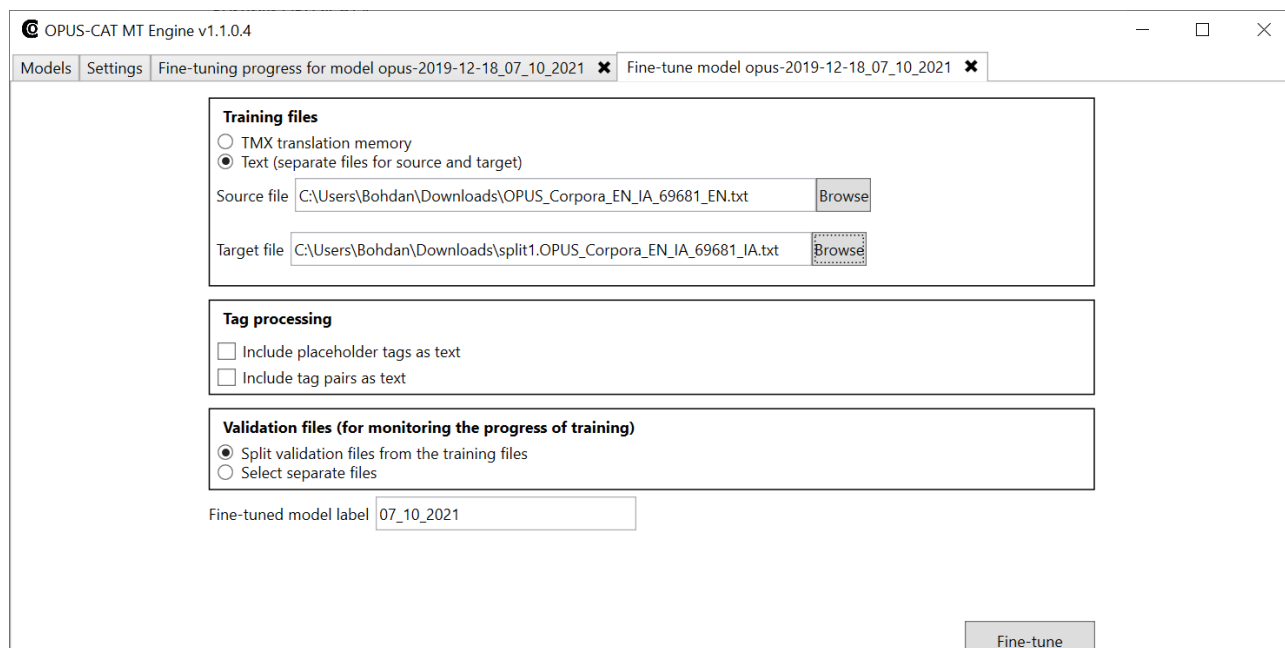 OPUS-CAT MT Engine v1.1.0.4
Models Settings Fine-tuning progress for model opus-2019-12-18_07_10_2021 Fine-tune model opus-2019-12-18_07_10_2021
Training files
TMX translation memory
Text (separate files for source and target)
Source file C:\Users\Bohdan\Downloads\OPUS_Corpora_EN_IA_69681_EN.txt Browse
Target file C:\Users\Bohdan\Downloads\split1.OPUS_Corpora_EN_IA_69681_IA.txt Browse
Tag processing
Include placeholder tags as text
Include tag pairs as text
Validation files (for monitoring the progress of training)
Split validation files from the training files
Select separate files
Fine-tuned model label 07_10_2021
Fine-tune